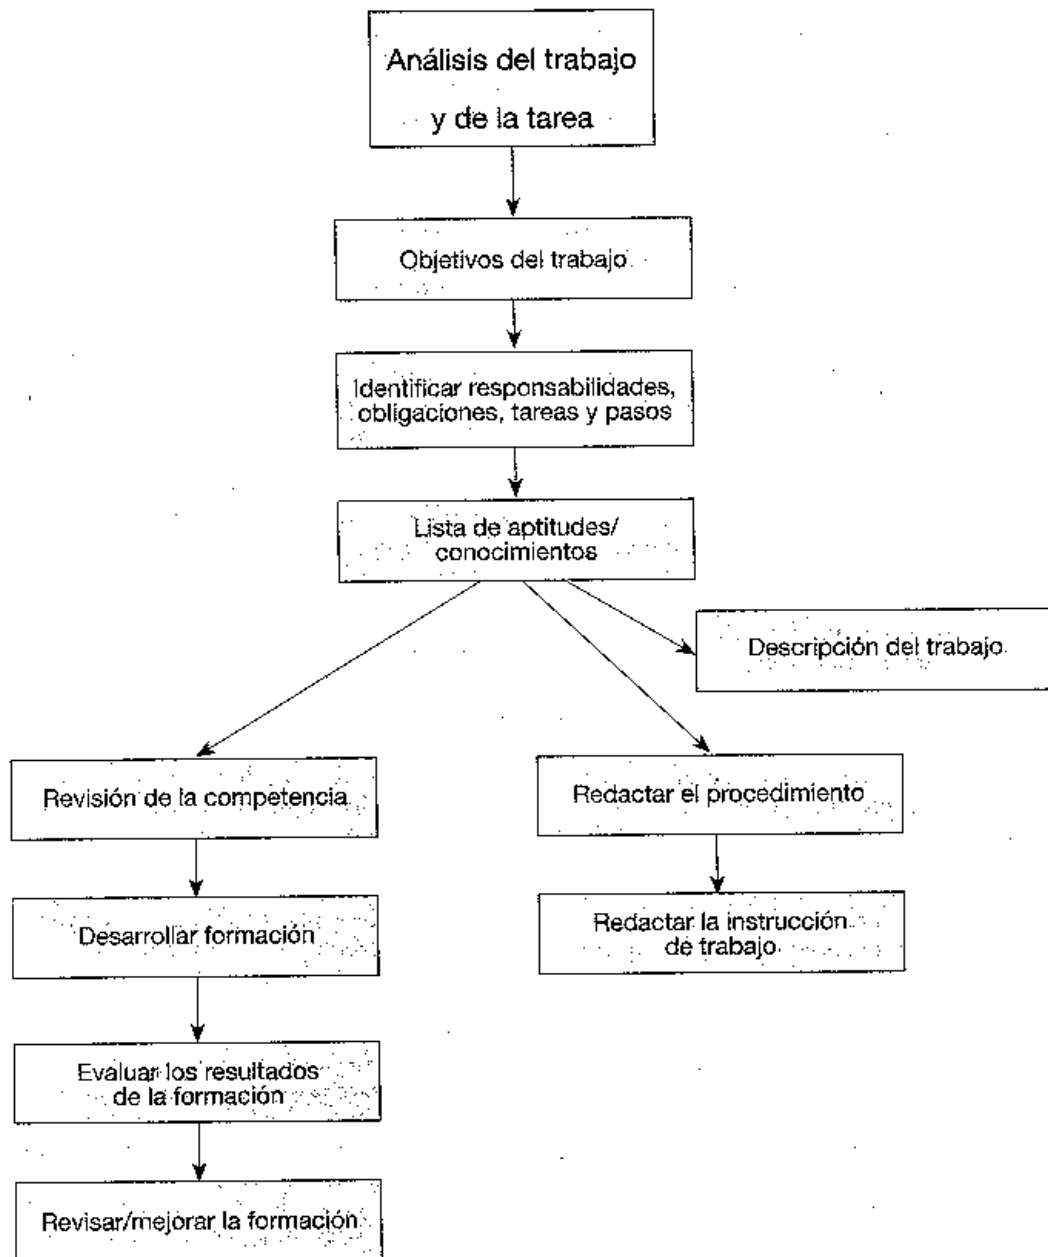 Análisis del trabajo
y de la tarea
Objetivos del trabajo
Identificar responsabilidades,
obligaciones, tareas y pasos
Lista de aptitudes/
conocimientos
Descripción del trabajo
Revisión de la competencia
Redactar el procedimiento
Desarrollar formación
Redactar la instrucción
de trabajo
Evaluar los resultados
de la formación
Revisar/mejorar la formación